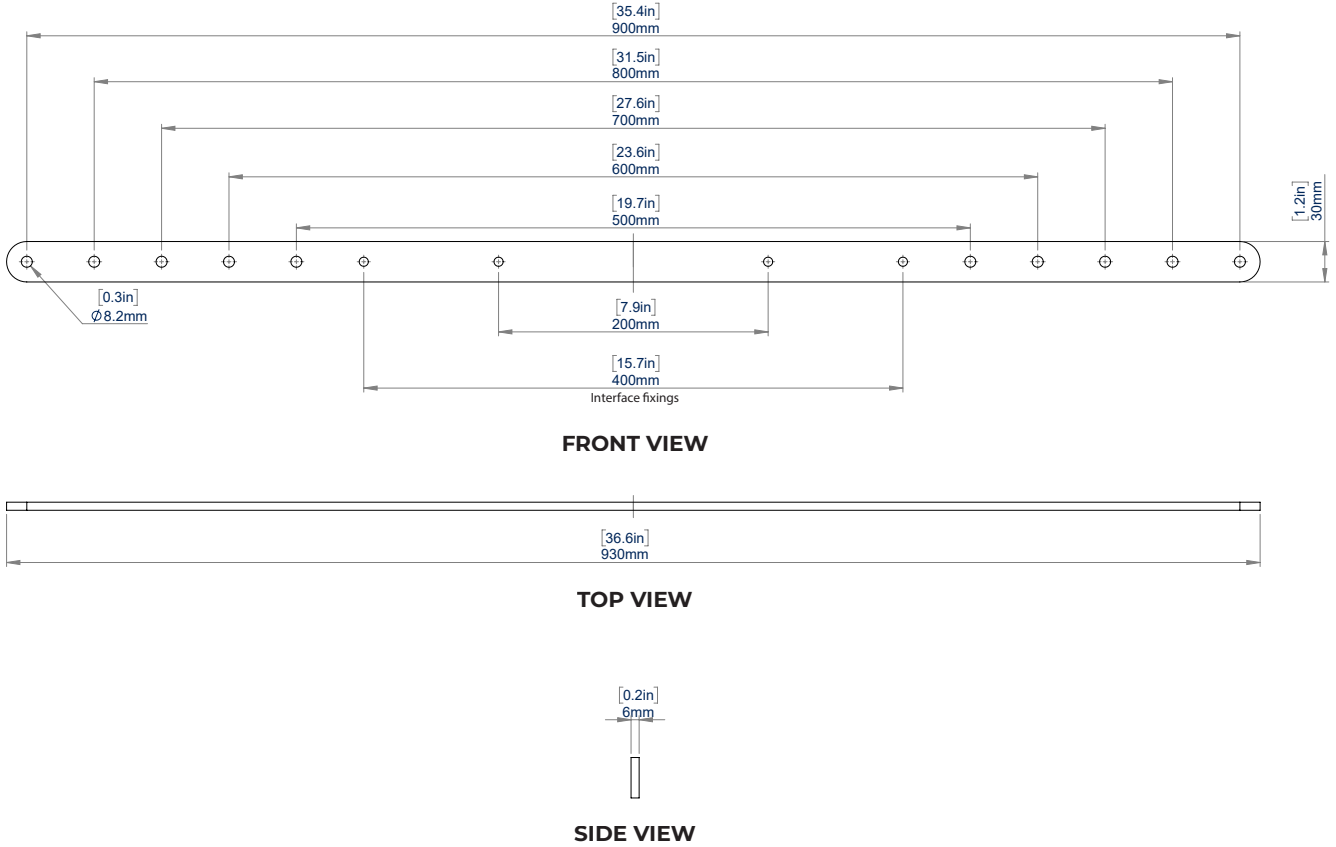 [35.4in]
900mm
[31.5in]
800mm
[27.6in]
700mm
[23.6in]
600mm
[19.7in]
500mm
[1.2in]
30mm
[0.3in]
∅8.2mm
[7.9in]
200mm
[15.7in]
400mm
Interface fixings
FRONT VIEW
[36.6in]
930mm
TOP VIEW
[0.2in]
6mm
SIDE VIEW